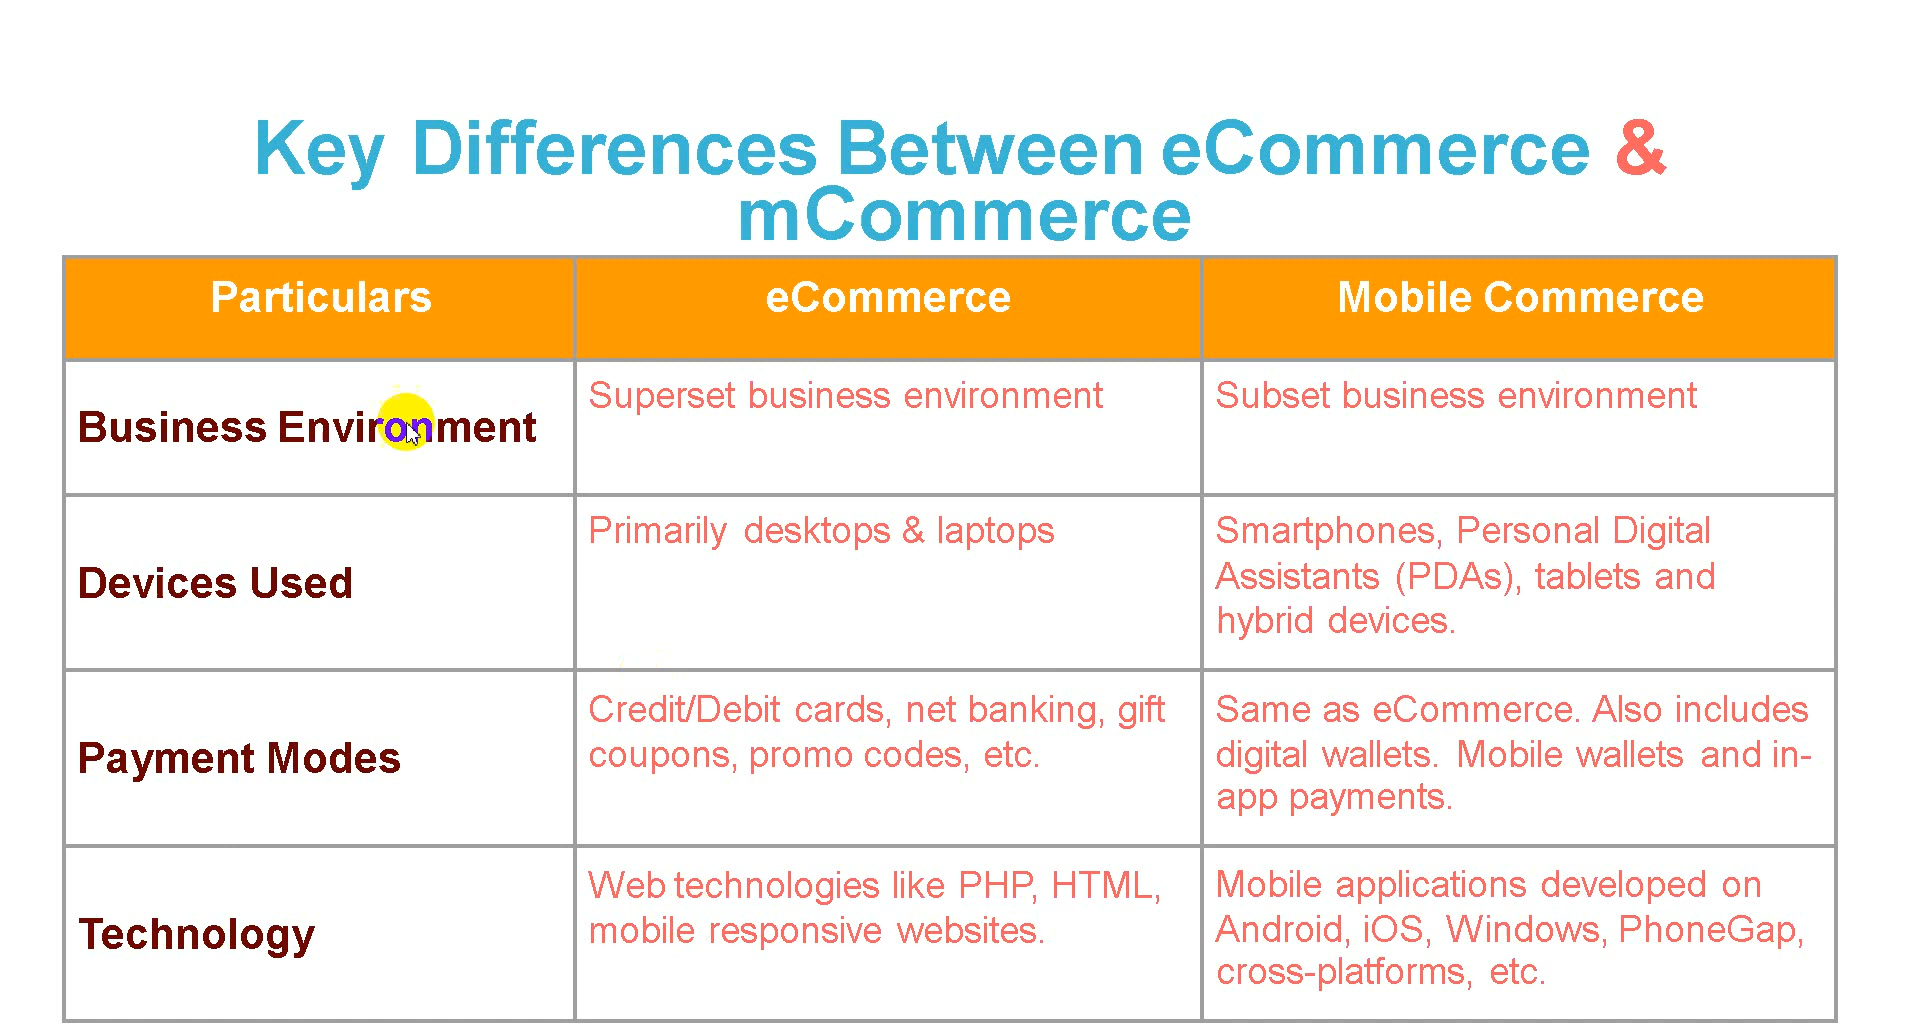 Key Differences Between eCommerce &
mCommerce
Particulars
eCommerce
Mobile Commerce
Business Environment
Superset business environment
Subset business environment
Devices Used
Primarily desktops & laptops
Smartphones, Personal Digital
Assistants (PDAs), tablets and
hybrid devices.
Payment Modes
Credit/Debit cards, net banking, gift
coupons, promo codes, etc.
Same as eCommerce. Also includes
digital wallets. Mobile wallets and in-
app payments.
Technology
Web technologies like PHP, HTML,
mobile responsive websites.
Mobile applications developed on
Android, iOS, Windows, PhoneGap,
cross-platforms, etc.